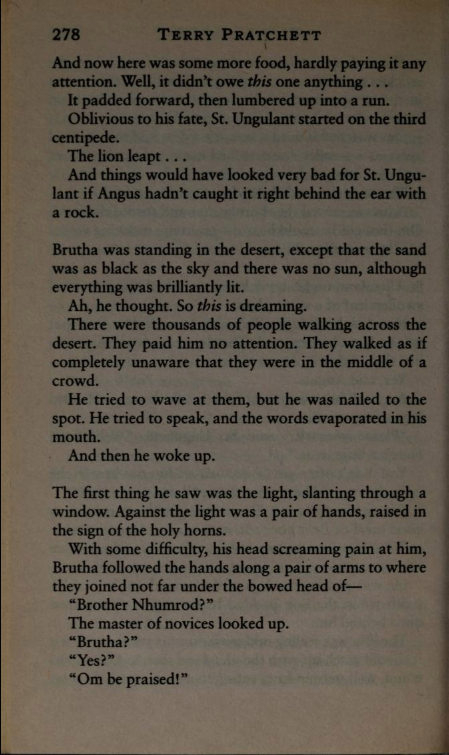 278 TERRY PRATCHETT
And now here was some more food, hardly paying it any
attention. Well, it didn't owe this one anything . . .
It padded forward, then lumbered up into a run.
Oblivious to his fate, St. Ungulant started on the third
centipede.
The lion leapt . . .
And things would have looked very bad for St. Ungu-
lant if Angus hadn't caught it right behind the ear with
a rock.
Brutha was standing in the desert, except that the sand
was as black as the sky and there was no sun, although
everything was brilliantly lit.
Ah, he thought. So this is dreaming.
There were thousands of people walking across the
desert. They paid him no attention. They walked as if
completely unaware that they were in the middle of a
crowd.
He tried to wave at them, but he was nailed to the
spot. He tried to speak, and the words evaporated in his
mouth.
And then he woke up.
The first thing he saw was the light, slanting through a
window. Against the light was a pair of hands, raised in
the sign of the holy horns.
With some difficulty, his head screaming pain at him,
Brutha followed the hands along a pair of arms to where
they joined not far under the bowed head of—
"Brother Nhumrod?"
The master of novices looked up.
"Brutha?"
"Yes?"
"Om be praised!"